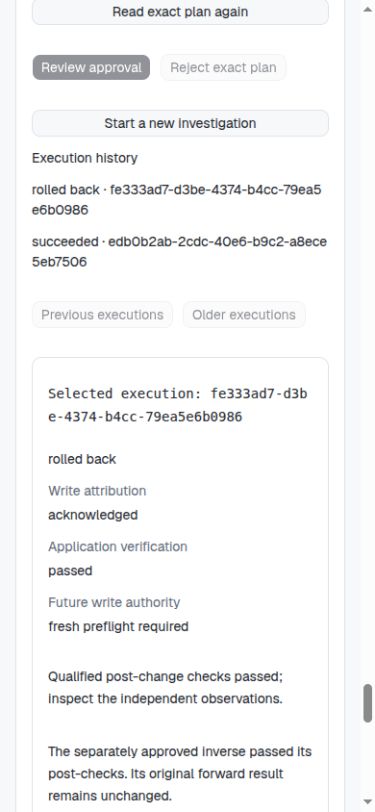 Read exact plan again
Review approval
Reject exact plan
Start a new investigation
Execution history
rolled back · fe333ad7-d3be-4374-b4cc-79ea5
e6b0986
succeeded · edb0b2ab-2cdc-40e6-b9c2-a8ece
5eb7506
Previous executions
Older executions
Selected execution: fe333ad7-d3b
e-4374-b4cc-79ea5e6b0986
rolled back
Write attribution
acknowledged
Application verification
passed
Future write authority
fresh preflight required
Qualified post-change checks passed;
inspect the independent observations.
The separately approved inverse passed its
post-checks. Its original forward result
remains unchanged.